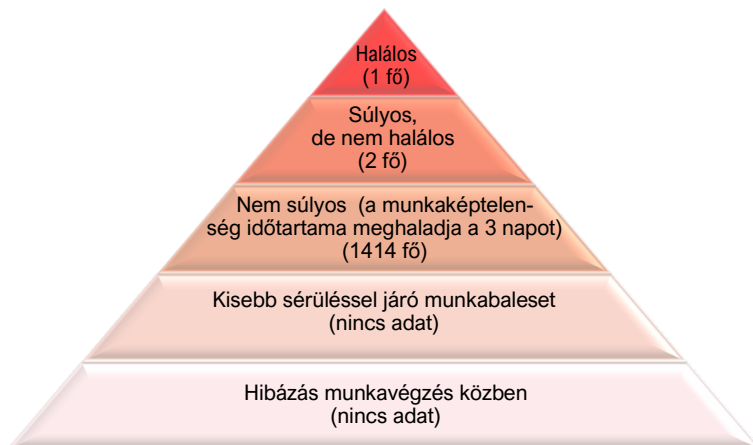 Halálos
(1 fő)
Súlyos,
de nem halálos
(2 fő)
Nem súlyos (a munkaképtelen-
ség időtartama meghaladja a 3 napot)
(1414 fő)
Kisebb sérüléssel járó munkabaleset
(nincs adat)
Hibázás munkavégzés közben
(nincs adat)